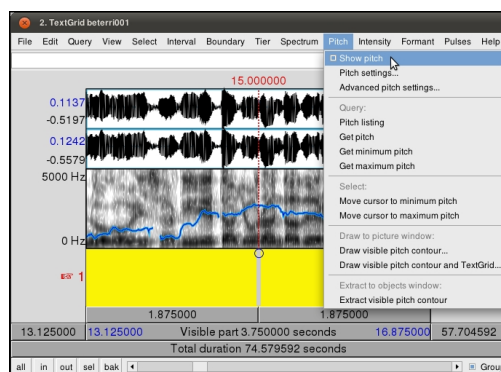 2. TextGrid beterri001
File Edit Query View Select Interval Boundary Tier Spectrum Pitch Intensity Formant Pulses Help
Show pitch
Pitch settings...
Advanced pitch settings...
Query:
Pitch listing
Get pitch
Get minimum pitch
Get maximum pitch
Select:
Move cursor to minimum pitch
Move cursor to maximum pitch
Draw to picture window:
Draw visible pitch contour...
Draw visible pitch contour and TextGrid...
Extract to objects window:
Extract visible pitch contour
15.000000
0.1137
-0.5197
0.1242
-0.5579
5000 Hz
0 Hz
1
1.875000 1.875000
13.125000 13.125000 Visible part 3.750000 seconds 16.875000 57.704592
Total duration 74.579592 seconds
all in out sel bak Grou